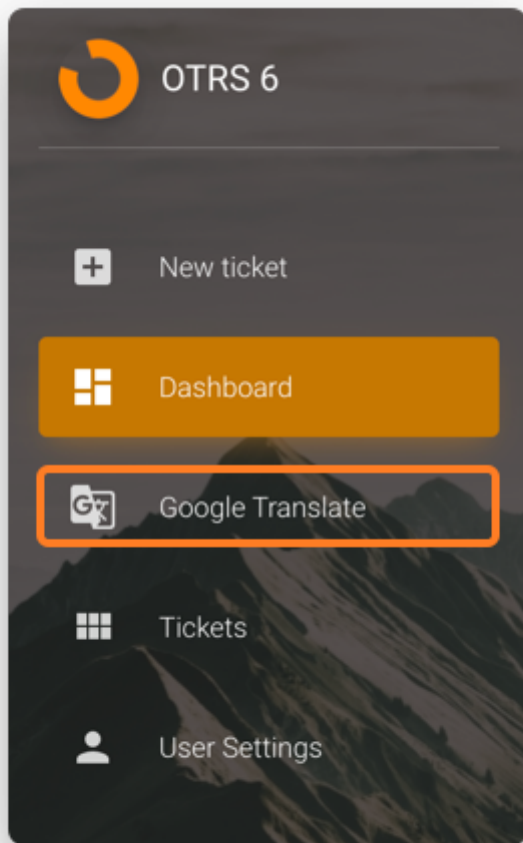 OTRS 6
New ticket
Dashboard
Google Translate
Tickets
User Settings